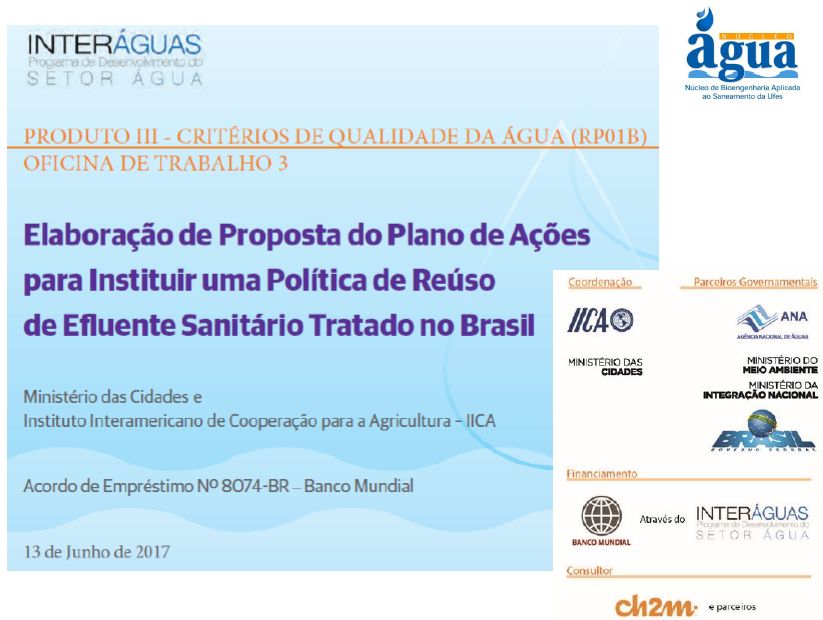 INTERÁGUAS
Programa de Desenvolvimento do
SETOR ÁGUA
NÚCLEO
água
Núcleo de Bioengenharia Aplicada
ao Saneamento da Ufes
PRODUTO III - CRITÉRIOS DE QUALIDADE DA ÁGUA (RP01B)
OFICINA DE TRABALHO 3
Elaboração de Proposta do Plano de Ações
para Instituir uma Política de Reúso
de Efluente Sanitário Tratado no Brasil
Ministério das Cidades e
Instituto Interamericano de Cooperação para a Agricultura – IICA
Acordo de Empréstimo Nº 8074-BR – Banco Mundial
13 de Junho de 2017
Coordenação
IICA
MINISTÉRIO DAS
CIDADES
Parceiros Governamentais
ANA
AGÊNCIA NACIONAL DE ÁGUAS
MINISTÉRIO DO
MEIO AMBIENTE
MINISTÉRIO DA
INTEGRAÇÃO NACIONAL
BRASIL
GOVERNO FEDERAL
Financiamento
BANCO MUNDIAL
Através do
INTERÁGUAS
Programa de Desenvolvimento do
SETOR ÁGUA
Consultor
ch2m
e parceiros